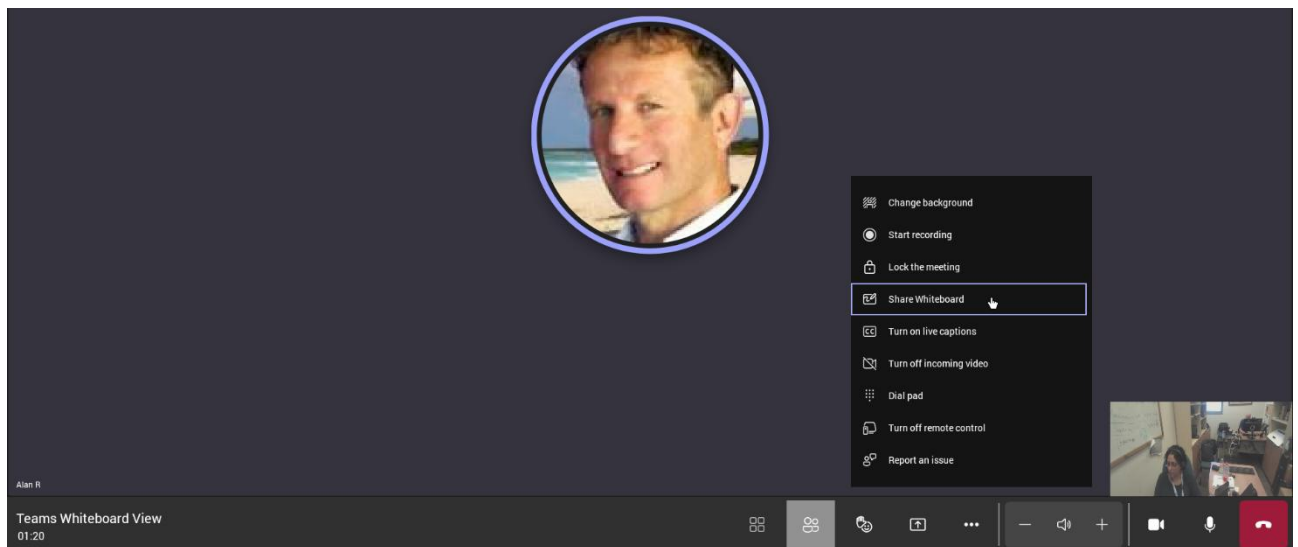 Change background
Start recording
Lock the meeting
Share Whiteboard
CC Turn on live captions
Turn off incoming video
Dial pad
Turn off remote control
Report an issue
Alan R
Teams Whiteboard View
01:20